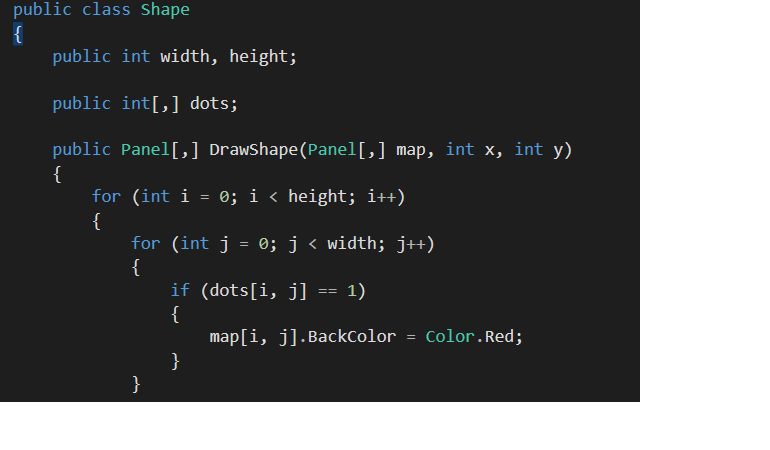 public class Shape
{
    public int width, height;

    public int[,] dots;

    public Panel[,] DrawShape(Panel[,] map, int x, int y)
    {
        for (int i = 0; i < height; i++)
        {
            for (int j = 0; j < width; j++)
            {
                if (dots[i, j] == 1)
                {
                    map[i, j].BackColor = Color.Red;
                }
            }